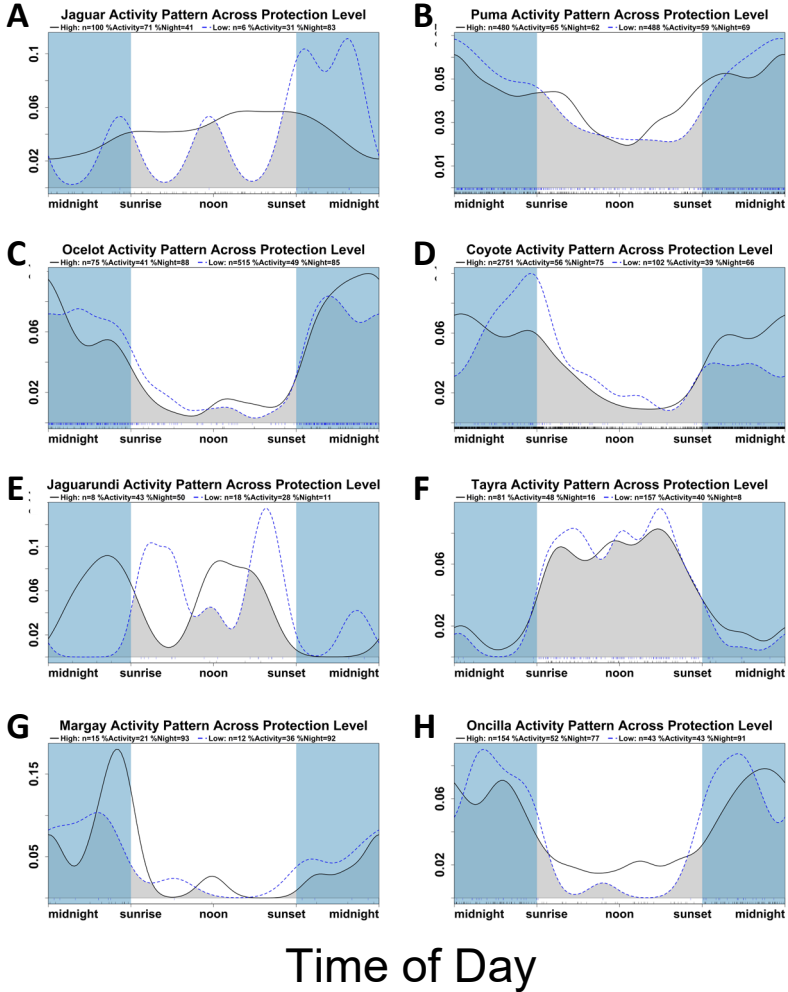 A
Jaguar Activity Pattern Across Protection Level
High: n=100 %Activity=71 %Night=41 Low: n=6 %Activity=31 %Night=83
0.1
0.06
0.02
midnight sunrise noon sunset midnight
B
Puma Activity Pattern Across Protection Level
High: n=480 %Activity=65 %Night=62 Low: n=488 %Activity=59 %Night=69
0.05
0.03
0.01
midnight sunrise noon sunset midnight
C
Ocelot Activity Pattern Across Protection Level
High: n=75 %Activity=41 %Night=88 Low: n=515 %Activity=49 %Night=85
0.06
0.02
midnight sunrise noon sunset midnight
D
Coyote Activity Pattern Across Protection Level
High: n=2751 %Activity=56 %Night=75 Low: n=102 %Activity=39 %Night=66
0.06
0.02
midnight sunrise noon sunset midnight
E
Jaguarundi Activity Pattern Across Protection Level
High: n=8 %Activity=43 %Night=50 Low: n=18 %Activity=28 %Night=11
0.1
0.06
0.02
midnight sunrise noon sunset midnight
F
Tayra Activity Pattern Across Protection Level
High: n=81 %Activity=48 %Night=16 Low: n=157 %Activity=40 %Night=8
0.06
0.02
midnight sunrise noon sunset midnight
G
Margay Activity Pattern Across Protection Level
High: n=15 %Activity=21 %Night=93 Low: n=12 %Activity=36 %Night=92
0.15
0.05
midnight sunrise noon sunset midnight
H
Oncilla Activity Pattern Across Protection Level
High: n=154 %Activity=52 %Night=77 Low: n=43 %Activity=43 %Night=91
0.06
0.02
midnight sunrise noon sunset midnight
Time of Day